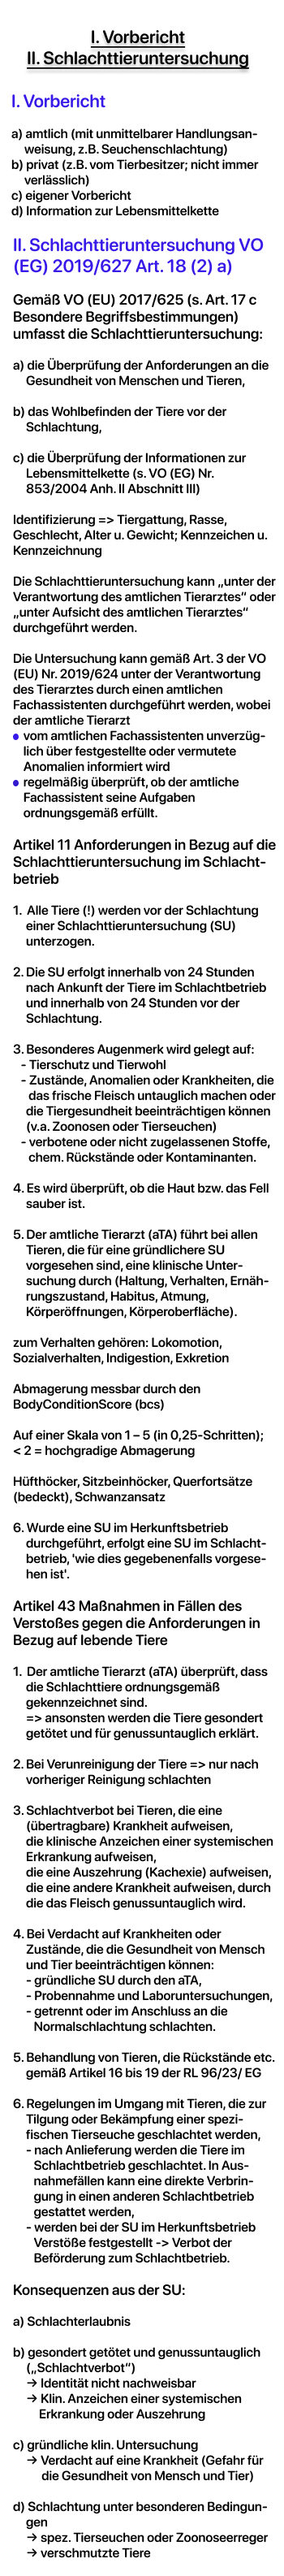 I. Vorbericht
II. Schlachttieruntersuchung
I. Vorbericht
a) amtlich (mit unmittelbarer Handlungsan-
weisung, z.B. Seuchenschlachtung)
b) privat (z.B. vom Tierbesitzer; nicht immer
verlässlich)
c) eigener Vorbericht
d) Information zur Lebensmittelkette
II. Schlachttieruntersuchung VO
(EG) 2019/627 Art. 18 (2) a)
Gemäß VO (EU) 2017/625 (s. Art. 17 c
Besondere Begriffsbestimmungen)
umfasst die Schlachttieruntersuchung:
a) die Überprüfung der Anforderungen an die
Gesundheit von Menschen und Tieren,
b) das Wohlbefinden der Tiere vor der
Schlachtung,
c) die Überprüfung der Informationen zur
Lebensmittelkette (s. VO (EG) Nr.
853/2004 Anh. II Abschnitt III)
Identifizierung => Tiergattung, Rasse,
Geschlecht, Alter u. Gewicht; Kennzeichen u.
Kennzeichnung
Die Schlachttieruntersuchung kann „unter der
Verantwortung des amtlichen Tierarztes“ oder
„unter Aufsicht des amtlichen Tierarztes“
durchgeführt werden.
Die Untersuchung kann gemäß Art. 3 der VO
(EU) Nr. 2019/624 unter der Verantwortung
des Tierarztes durch einen amtlichen
Fachassistenten durchgeführt werden, wobei
der amtliche Tierarzt
● vom amtlichen Fachassistenten unverzüg-
lich über festgestellte oder vermutete
Anomalien informiert wird
● regelmäßig überprüft, ob der amtliche
Fachassistent seine Aufgaben
ordnungsgemäß erfüllt.
Artikel 11 Anforderungen in Bezug auf die
Schlachttieruntersuchung im Schlacht-
betrieb
1. Alle Tiere (!) werden vor der Schlachtung
einer Schlachttieruntersuchung (SU)
unterzogen.
2. Die SU erfolgt innerhalb von 24 Stunden
nach Ankunft der Tiere im Schlachtbetrieb
und innerhalb von 24 Stunden vor der
Schlachtung.
3. Besonderes Augenmerk wird gelegt auf:
- Tierschutz und Tierwohl
- Zustände, Anomalien oder Krankheiten, die
das frische Fleisch untauglich machen oder
die Tiergesundheit beeinträchtigen können
(v.a. Zoonosen oder Tierseuchen)
- verbotene oder nicht zugelassenen Stoffe,
chem. Rückstände oder Kontaminanten.
4. Es wird überprüft, ob die Haut bzw. das Fell
sauber ist.
5. Der amtliche Tierarzt (aTA) führt bei allen
Tieren, die für eine gründlichere SU
vorgesehen sind, eine klinische Unter-
suchung durch (Haltung, Verhalten, Ernäh-
rungszustand, Habitus, Atmung,
Körperöffnungen, Körperoberfläche).
zum Verhalten gehören: Lokomotion,
Sozialverhalten, Indigestion, Exkretion
Abmagerung messbar durch den
BodyConditionScore (bcs)
Auf einer Skala von 1 – 5 (in 0,25-Schritten);
< 2 = hochgradige Abmagerung
Hüfthöcker, Sitzbeinhöcker, Querfortsätze
(bedeckt), Schwanzansatz
6. Wurde eine SU im Herkunftsbetrieb
durchgeführt, erfolgt eine SU im Schlacht-
betrieb, 'wie dies gegebenenfalls vorgese-
hen ist'.
Artikel 43 Maßnahmen in Fällen des
Verstoßes gegen die Anforderungen in
Bezug auf lebende Tiere
1. Der amtliche Tierarzt (aTA) überprüft, dass
die Schlachttiere ordnungsgemäß
gekennzeichnet sind.
=> ansonsten werden die Tiere gesondert
getötet und für genussuntauglich erklärt.
2. Bei Verunreinigung der Tiere => nur nach
vorheriger Reinigung schlachten
3. Schlachtverbot bei Tieren, die eine
(übertragbare) Krankheit aufweisen,
die klinische Anzeichen einer systemischen
Erkrankung aufweisen,
die eine Auszehrung (Kachexie) aufweisen,
die eine andere Krankheit aufweisen, durch
die das Fleisch genussuntauglich wird.
4. Bei Verdacht auf Krankheiten oder
Zustände, die die Gesundheit von Mensch
und Tier beeinträchtigen können:
- gründliche SU durch den aTA,
- Probennahme und Laboruntersuchungen,
- getrennt oder im Anschluss an die
Normalschlachtung schlachten.
5. Behandlung von Tieren, die Rückstände etc.
gemäß Artikel 16 bis 19 der RL 96/23/ EG
6. Regelungen im Umgang mit Tieren, die zur
Tilgung oder Bekämpfung einer spezi-
fischen Tierseuche geschlachtet werden,
- nach Anlieferung werden die Tiere im
Schlachtbetrieb geschlachtet. In Aus-
nahmefällen kann eine direkte Verbrin-
gung in einen anderen Schlachtbetrieb
gestattet werden,
- werden bei der SU im Herkunftsbetrieb
Verstöße festgestellt -> Verbot der
Beförderung zum Schlachtbetrieb.
Konsequenzen aus der SU:
a) Schlachterlaubnis
b) gesondert getötet und genussuntauglich
(„Schlachtverbot“)
→ Identität nicht nachweisbar
→ Klin. Anzeichen einer systemischen
Erkrankung oder Auszehrung
c) gründliche klin. Untersuchung
→ Verdacht auf eine Krankheit (Gefahr für
die Gesundheit von Mensch und Tier)
d) Schlachtung unter besonderen Bedingun-
gen
→ spez. Tierseuchen oder Zoonoseerreger
→ verschmutzte Tiere